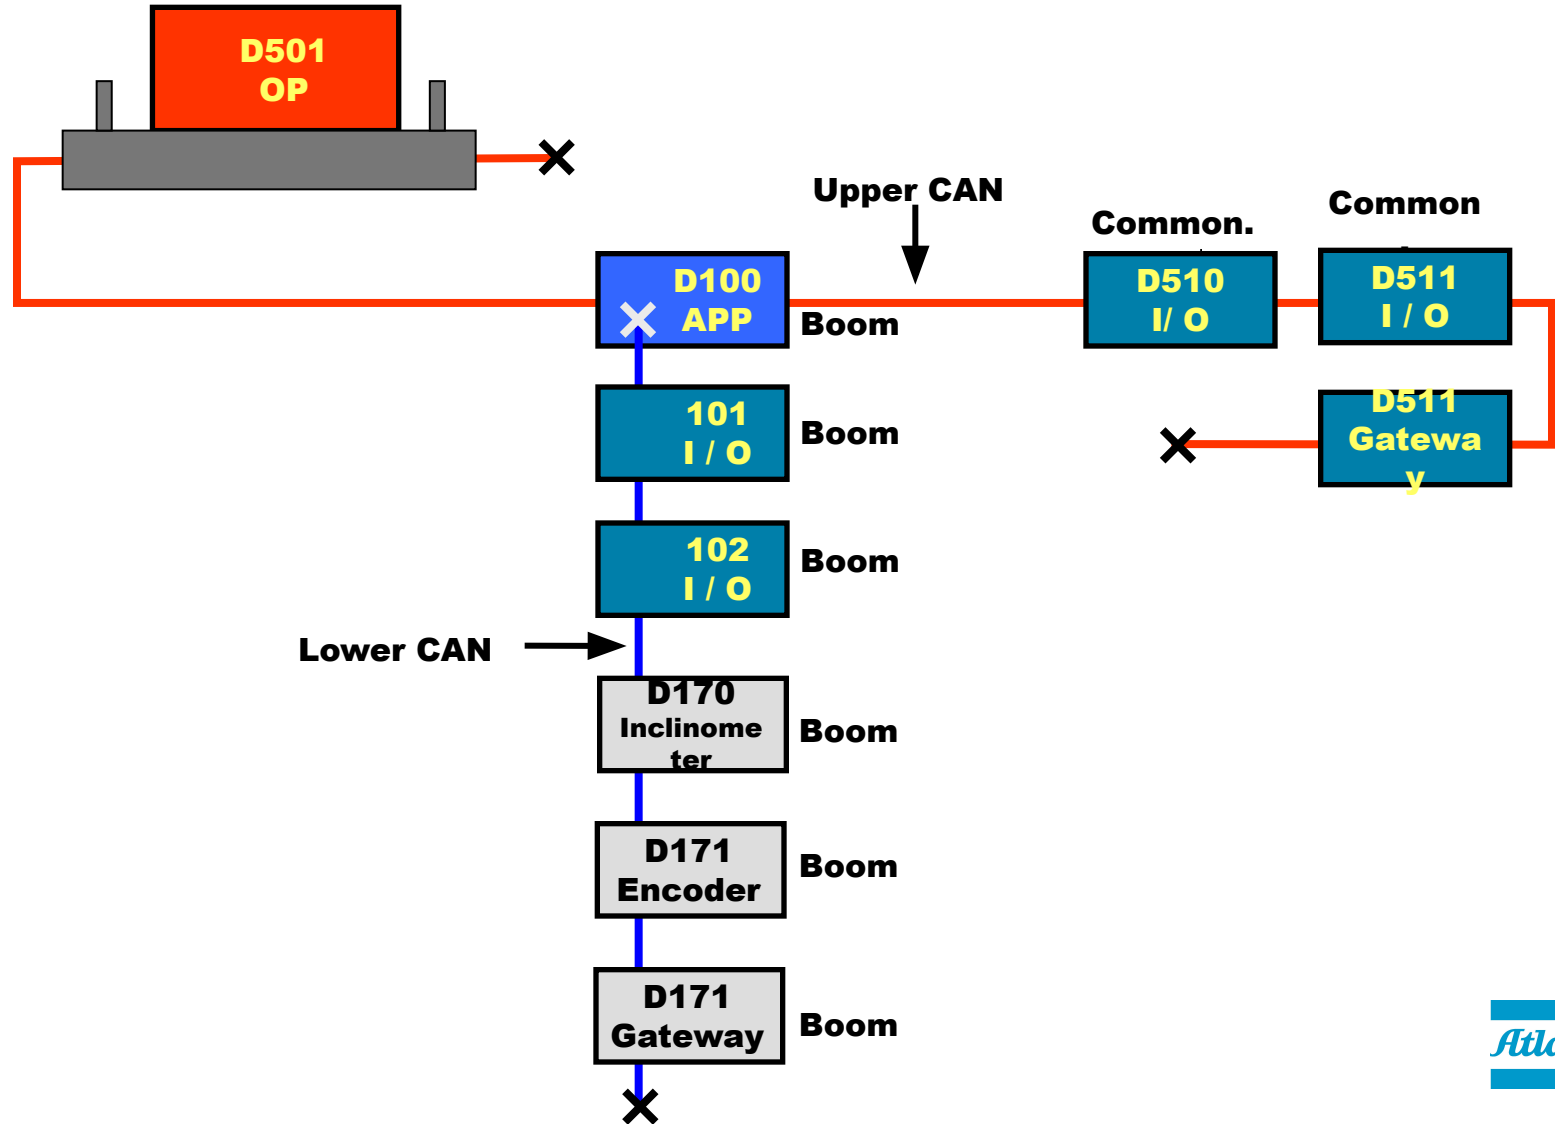 D501
OP
Upper CAN
Common.
Common
D100
APP
Boom
D510
I/ O
D511
I / O
101
I / O
Boom
D511
Gatewa
y
102
I / O
Boom
Lower CAN
D170
Inclinome
ter
Boom
D171
Encoder
Boom
D171
Gateway
Boom